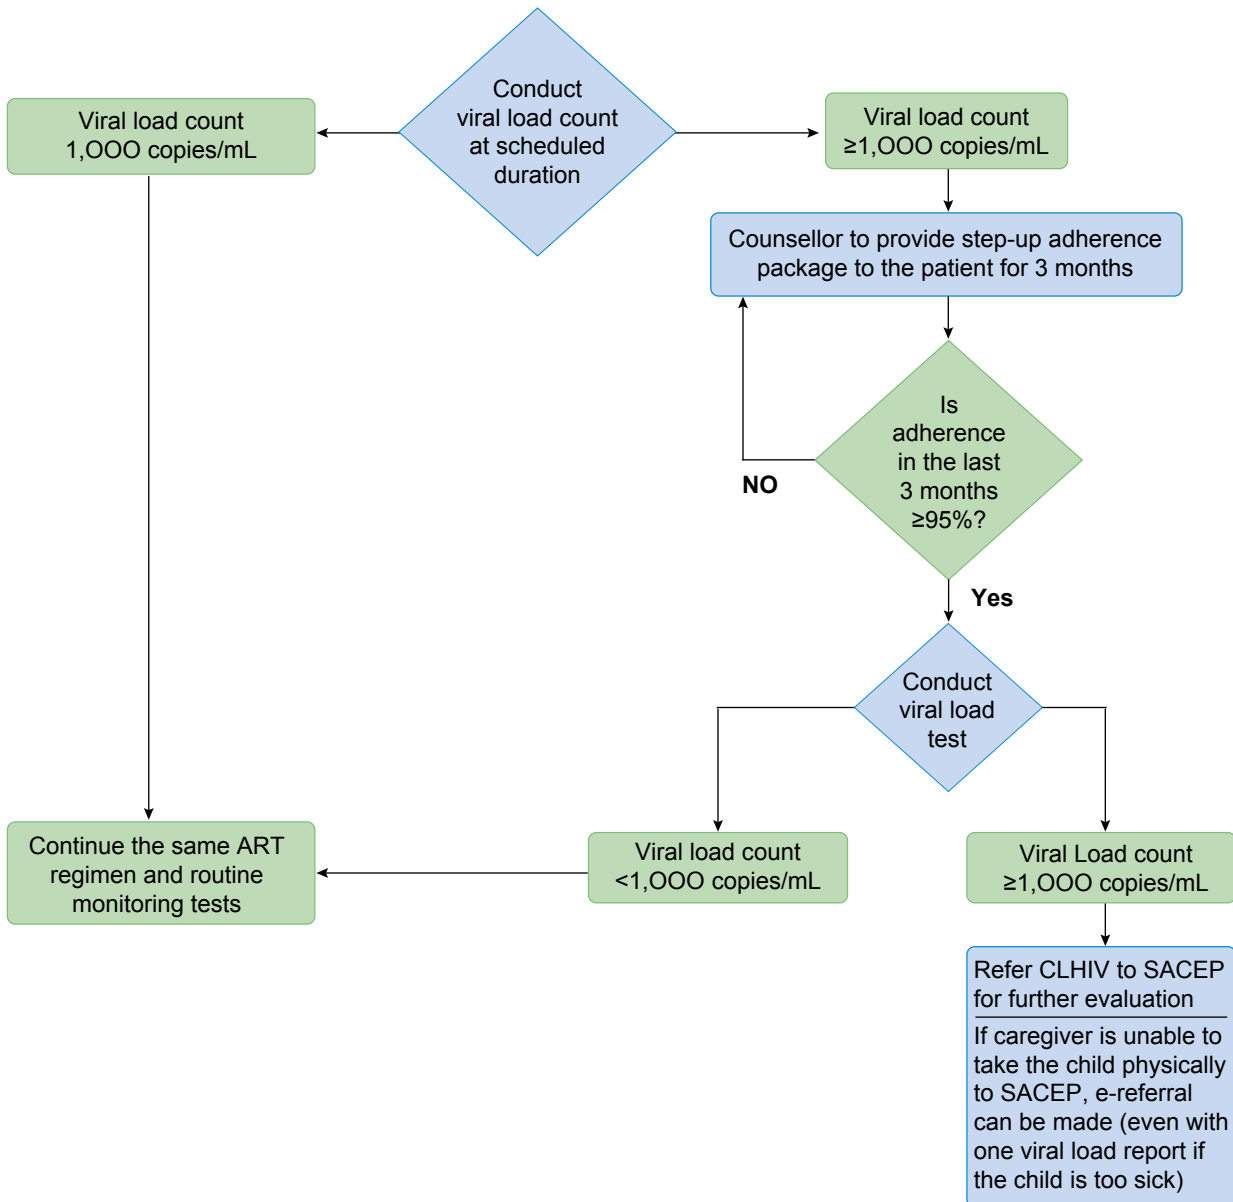 Conduct
viral load count
at scheduled
duration
Viral load count
1,OOO copies/mL
Viral load count
≥1,OOO copies/mL
Counsellor to provide step-up adherence
package to the patient for 3 months
Is
adherence
in the last
3 months
≥95%?
NO
Yes
Conduct
viral load
test
Viral load count
<1,OOO copies/mL
Viral Load count
≥1,OOO copies/mL
Continue the same ART
regimen and routine
monitoring tests
Refer CLHIV to SACEP
for further evaluation
If caregiver is unable to
take the child physically
to SACEP, e-referral
can be made (even with
one viral load report if
the child is too sick)